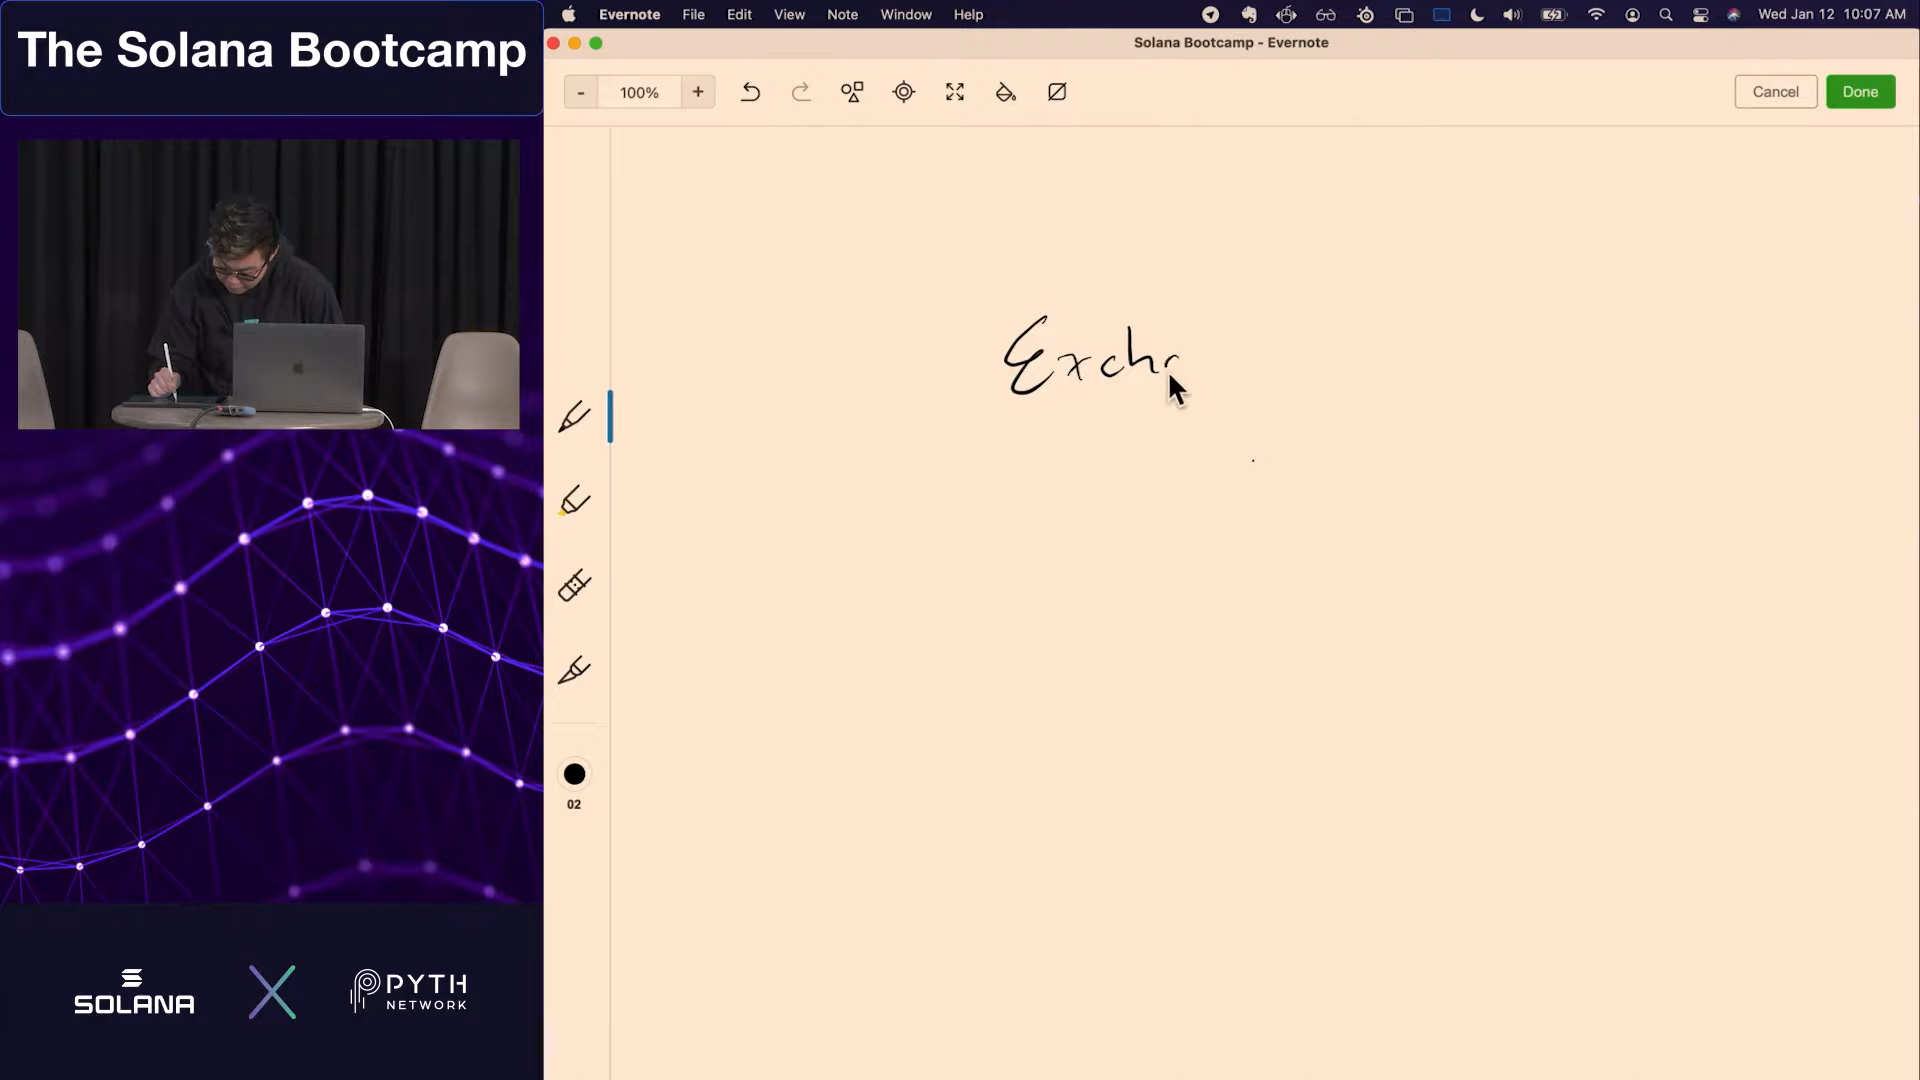 The Solana Bootcamp
Evernote File Edit View Note Window Help
Wed Jan 12 10:07 AM
Solana Bootcamp - Evernote
- 100% +
Cancel
Done
Exch
02
SOLANA
PYTH
NETWORK